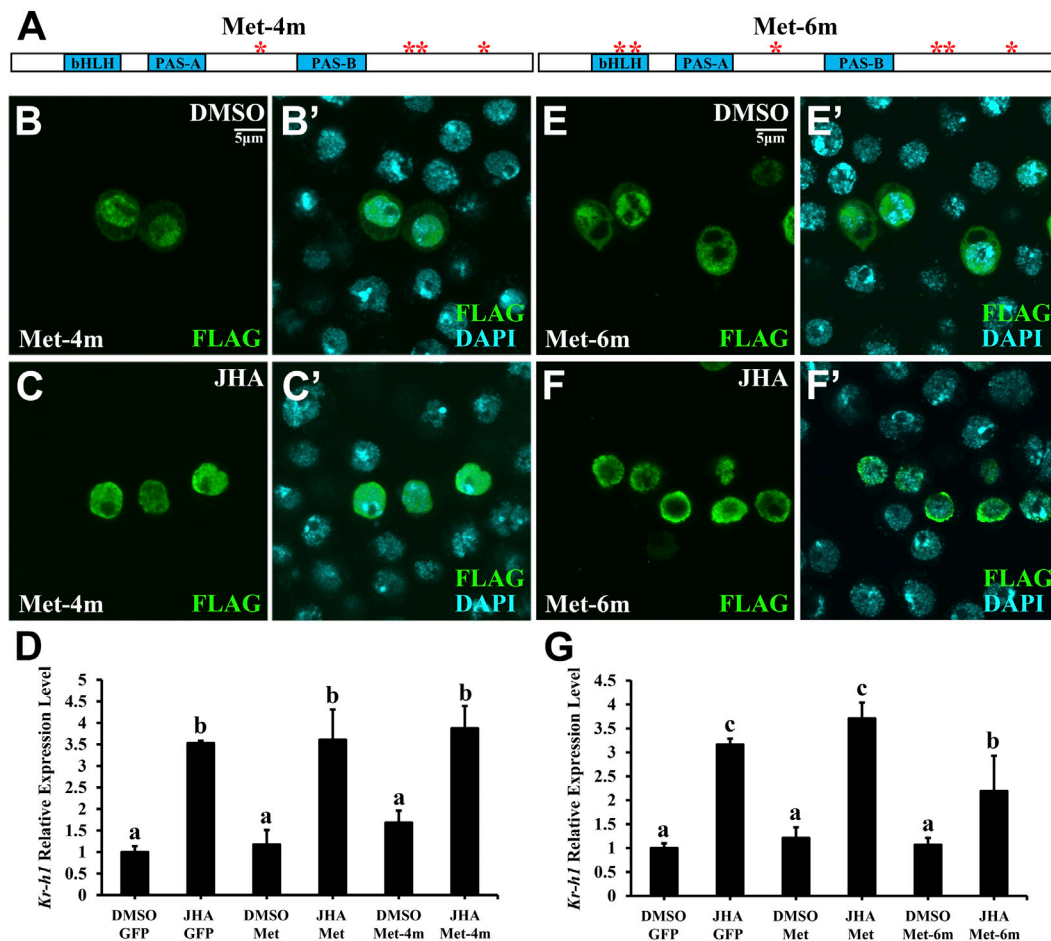 A
Met-4m
Met-6m
* ** *
** * ** *
bHLH PAS-A PAS-B
bHLH PAS-A PAS-B
B
DMSO
5μm
Met-4m
FLAG
B'
FLAG
DAPI
E
DMSO
5μm
Met-6m
FLAG
E'
FLAG
DAPI
C
JHA
Met-4m
FLAG
C'
FLAG
DAPI
F
JHA
Met-6m
FLAG
F'
FLAG
DAPI
D
Kr-h1 Relative Expression Level
5
4.5
4
3.5
3
2.5
2
1.5
1
0.5
0
a b a b a b
DMSO JHA DMSO JHA DMSO JHA
GFP GFP Met Met Met-4m Met-4m
G
Kr-h1 Relative Expression Level
4.5
4
3.5
3
2.5
2
1.5
1
0.5
0
a c a c a b
DMSO JHA DMSO JHA DMSO JHA
GFP GFP Met Met Met-6m Met-6m